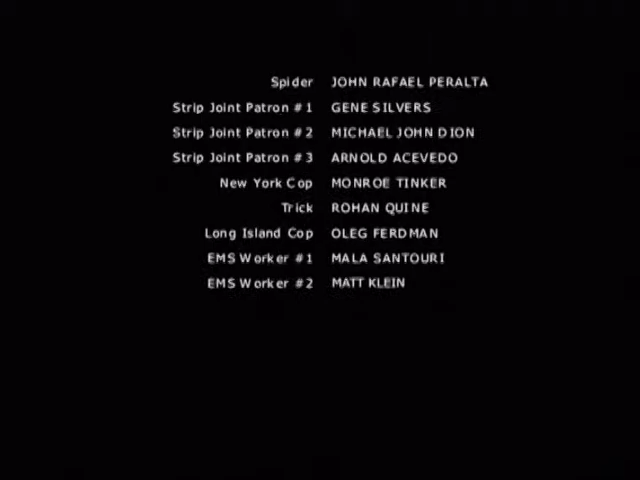 Spider JOHN RAFAEL PERALTA
Strip Joint Patron #1 GENE SILVERS
Strip Joint Patron #2 MICHAEL JOHN DION
Strip Joint Patron #3 ARNOLD ACEVEDO
New York Cop MONROE TINKER
Trick ROHAN QUINE
Long Island Cop OLEG FERDMAN
EMS Worker #1 MALA SANTOURI
EMS Worker #2 MATT KLEIN